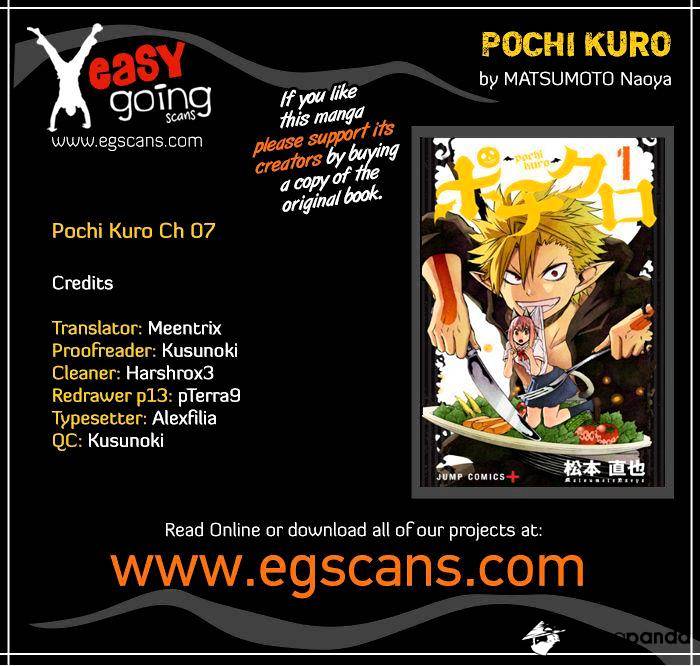 easy
going
scans
www.egscans.com
POCHI KURO
by MATSUMOTO Naoya
If you like
this manga
please support its
creators by buying
a copy of the
original book.
Pochi Kuro Ch 07
Credits
Translator: Meentrix
Proofreader: Kusunoki
Cleaner: Harshrox3
Redrawer p13: pTerra9
Typesetter: Alexfilia
QC: Kusunoki
pochi
kuro
1
ポチクロ
松本 直也
Matsumoto Naoya
JUMP COMICS+
Read Online or download all of our projects at:
www.egscans.com